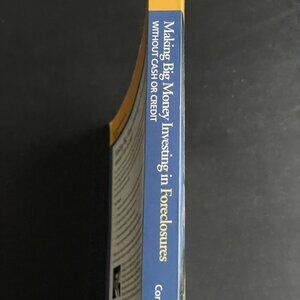 Making Big Money Investing in Foreclosures
WITHOUT CASH OR CREDIT